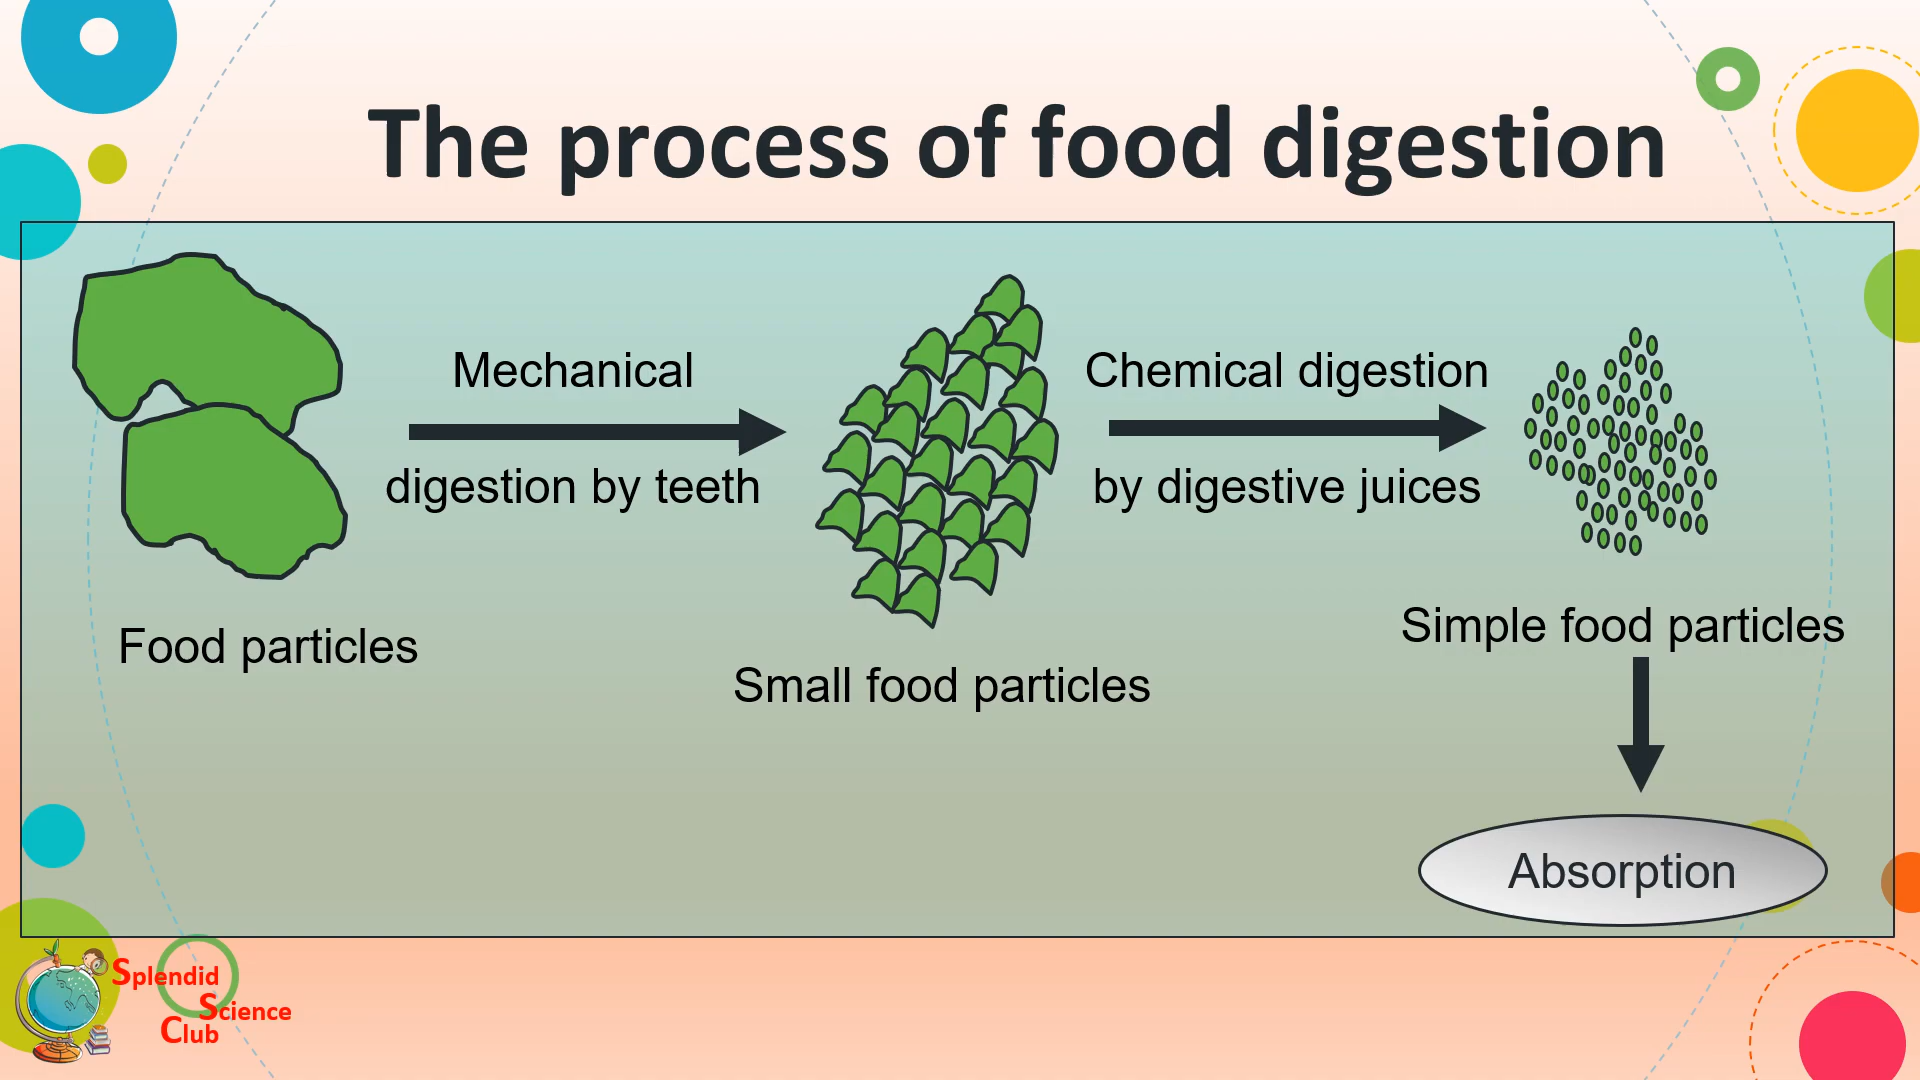 The process of food digestion
Mechanical
digestion by teeth
Chemical digestion
by digestive juices
Food particles
Small food particles
Simple food particles
Absorption
Splendid
Science
Club